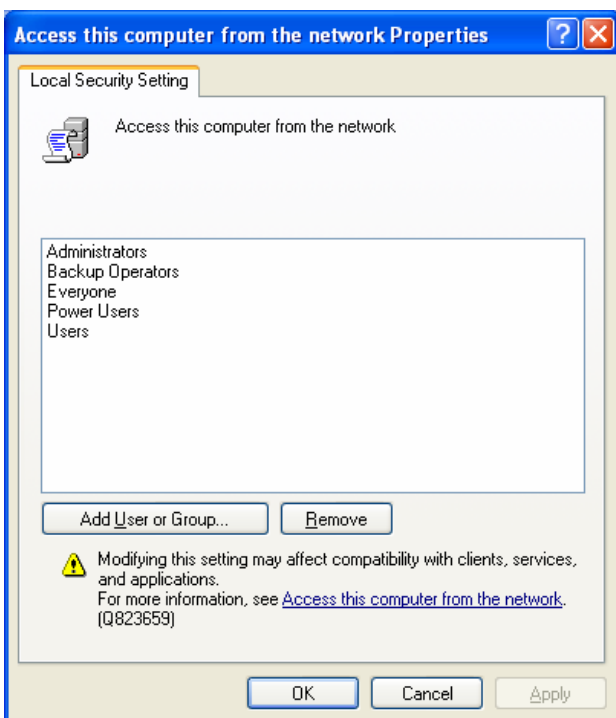 Access this computer from the network Properties
?
Local Security Setting
Access this computer from the network
Administrators
Backup Operators
Everyone
Power Users
Users
Add User or Group...
Remove
Modifying this setting may affect compatibility with clients, services,
and applications.
For more information, see Access this computer from the network.
(Q823659)
OK
Cancel
Apply